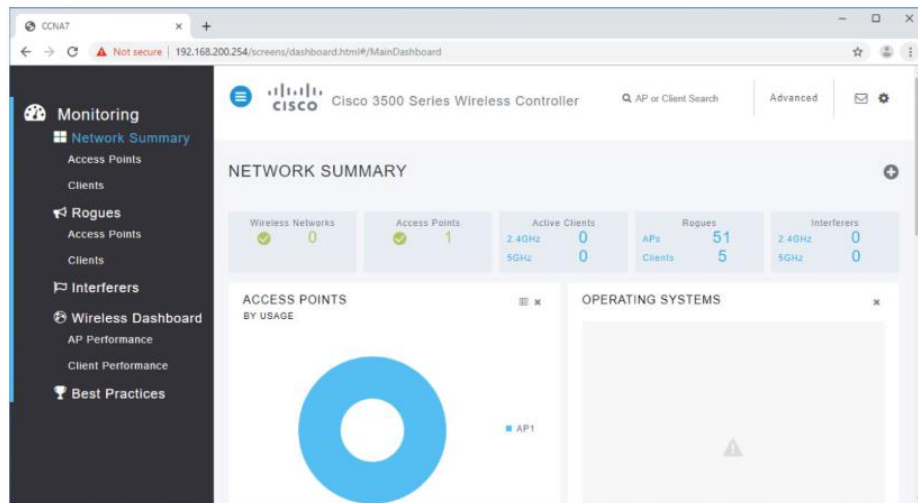 CCNA7
Not secure | 192.168.200.254/screens/dashboard.html#/MainDashboard
Monitoring
Network Summary
Access Points
Clients
Rogues
Access Points
Clients
Interferers
Wireless Dashboard
AP Performance
Client Performance
Best Practices
CISCO Cisco 3500 Series Wireless Controller
AP or Client Search
Advanced
NETWORK SUMMARY
Wireless Networks
0
Access Points
1
Active Clients
2.4GHz 0
5GHz 0
Rogues
APs 51
Clients 5
Interferers
2.4GHz 0
5GHz 0
ACCESS POINTS
BY USAGE
AP1
OPERATING SYSTEMS